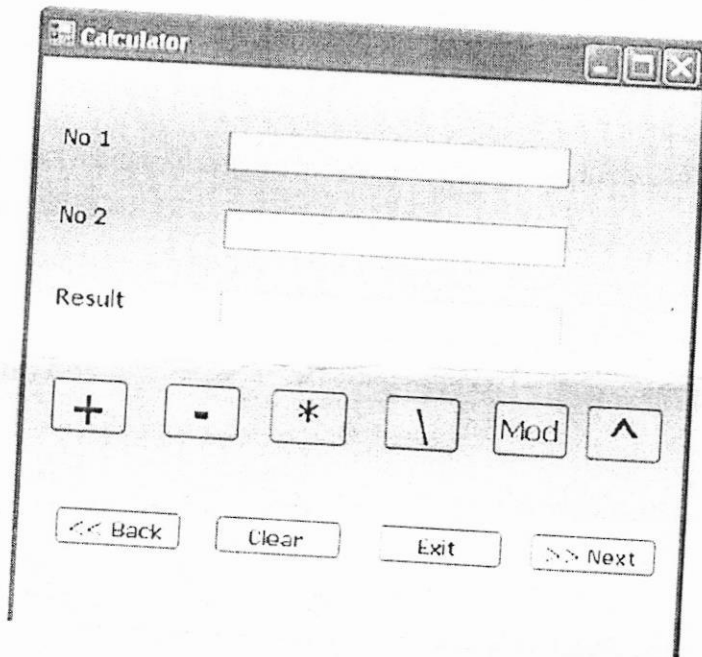 Calculator
No 1
No 2
Result
+ - * \ Mod ^
<< Back Clear Exit >> Next